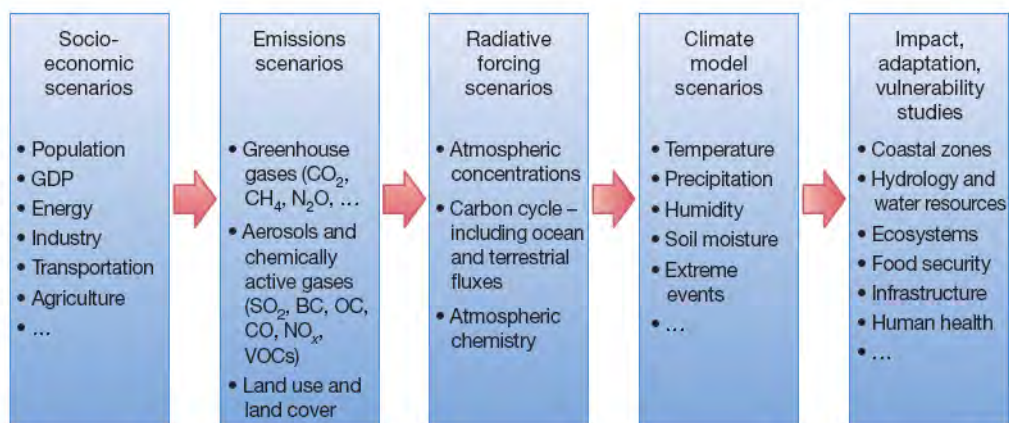 Socio-
economic
scenarios
• Population
• GDP
• Energy
• Industry
• Transportation
• Agriculture
• ...
Emissions
scenarios
• Greenhouse
gases (CO₂,
CH₄, N₂O, ...
• Aerosols and
chemically
active gases
(SO₂, BC, OC,
CO, NOₓ,
VOCs)
• Land use and
land cover
Radiative
forcing
scenarios
• Atmospheric
concentrations
• Carbon cycle –
including ocean
and terrestrial
fluxes
• Atmospheric
chemistry
Climate
model
scenarios
• Temperature
• Precipitation
• Humidity
• Soil moisture
• Extreme
events
• ...
Impact,
adaptation,
vulnerability
studies
• Coastal zones
• Hydrology and
water resources
• Ecosystems
• Food security
• Infrastructure
• Human health
• ...